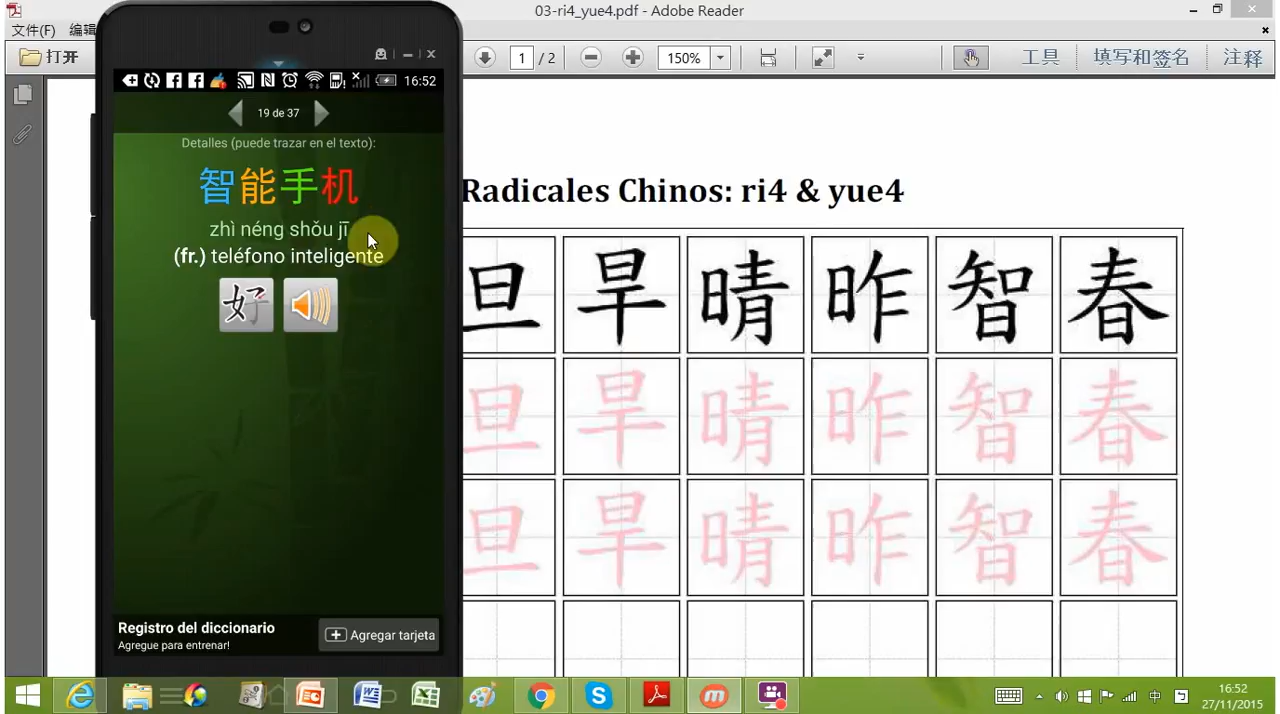 03-ri4_yue4.pdf - Adobe Reader
文件(F) 编辑
打开
1 / 2
150%
工具
填写和签名
注释
16:52
19 de 37
Detalles (puede trazar en el texto):
智能手机
zhì néng shǒu jī
(fr.) teléfono inteligente
好
Registro del diccionario
Agregue para entrenar!
Agregar tarjeta
Radicales Chinos: ri4 & yue4
旦 旱 晴 昨 智 春
旦 旱 晴 昨 智 春
旦 旱 晴 昨 智 春
中
16:52
27/11/2015